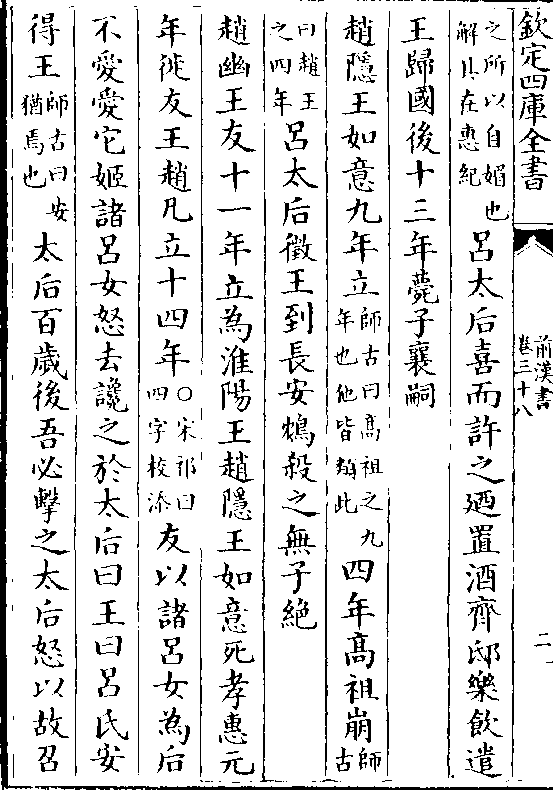 欽定四庫全書
前漢書
卷三十八
二
之所以自媚也
解具在惠紀
呂太后喜而許之廼置酒齊邸樂飲遣
王歸國後十三年薨子襄嗣
趙隱王如意九年立
師古曰高祖之九
年也他皆類此
四年髙祖崩
師古
曰趙王
之四年
呂太后徵王到長安鴆殺之無子絶
趙幽王友十一年立為淮陽王趙隱王如意死孝惠元
年徙友王趙凡立十四年
○宋祁曰
四字校添
友以諸呂女為后
不愛愛它姬諸呂女怒去讒之於太后曰王曰呂氏安
得王
師古曰安
猶焉也
太后百歲後吾必擊之太后怒以故召